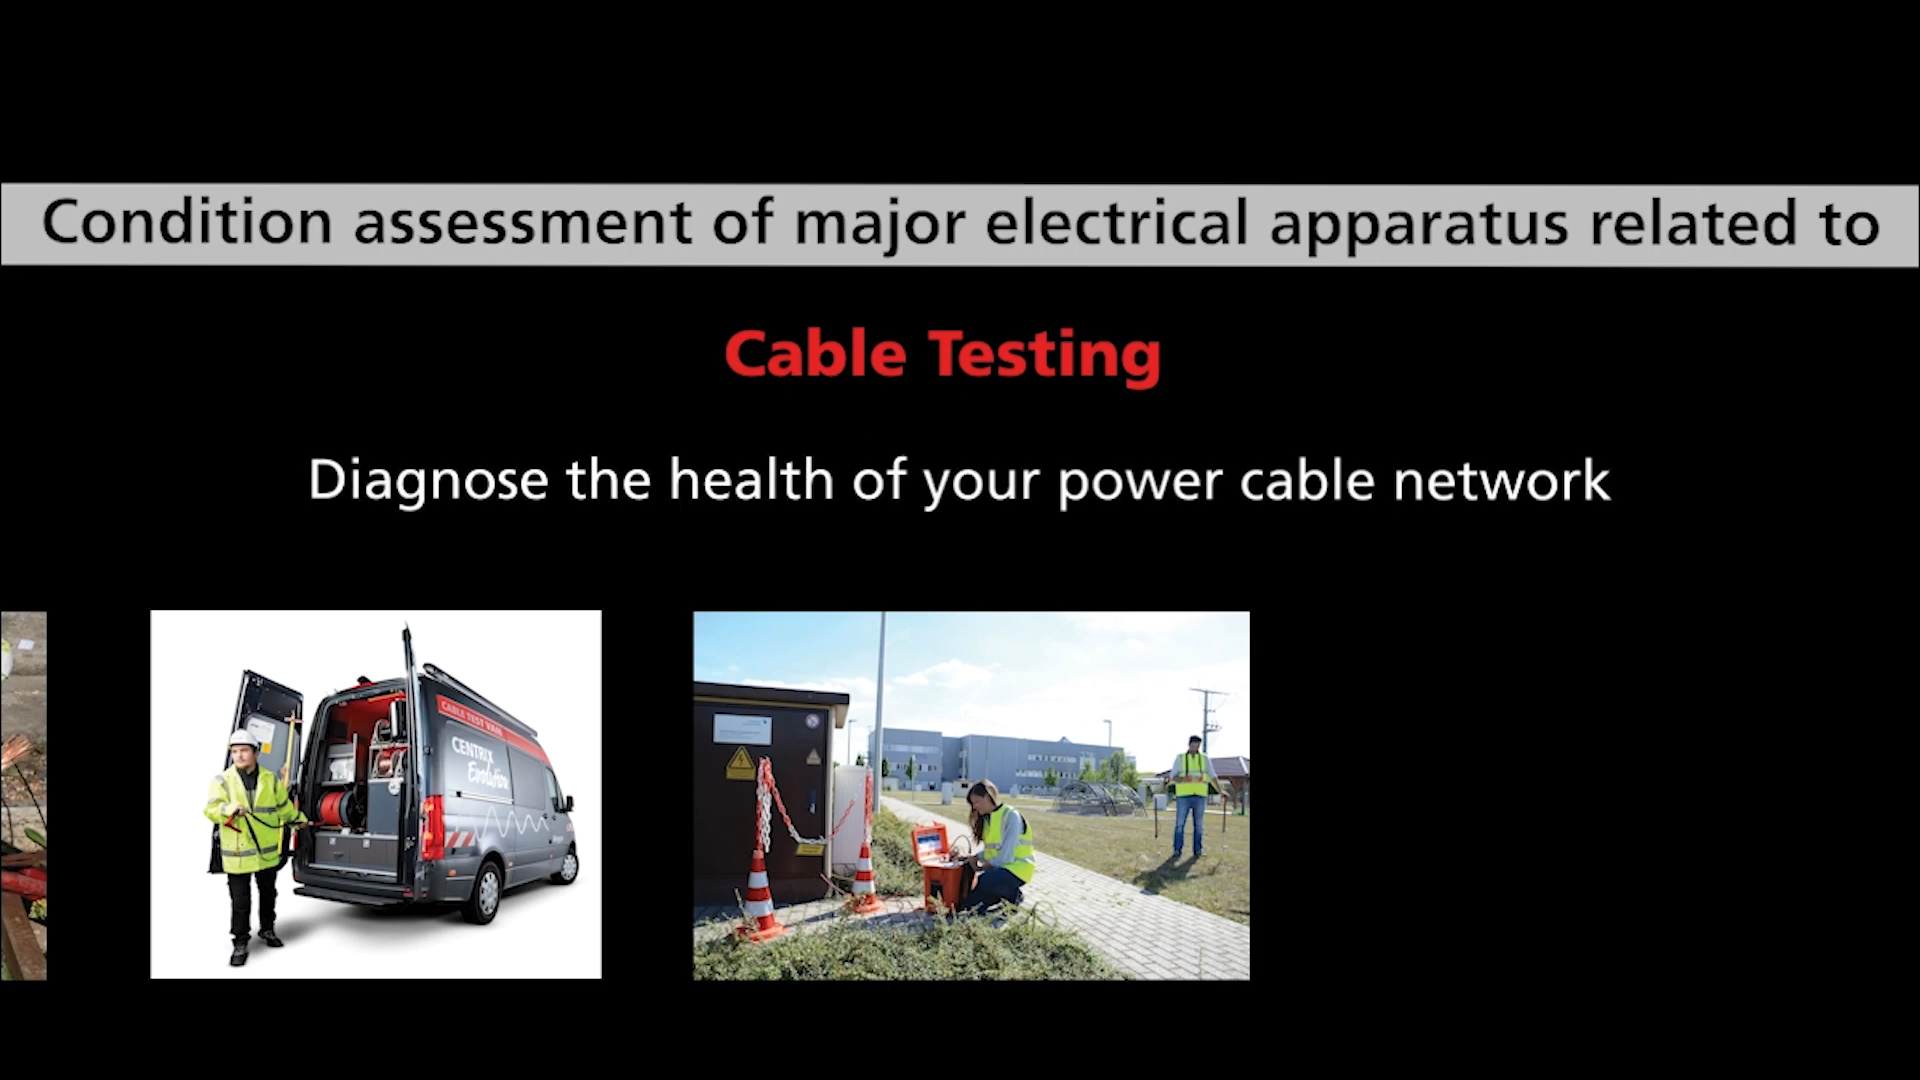 Condition assessment of major electrical apparatus related to
Cable Testing
Diagnose the health of your power cable network
CABLE TEST VAN
CENTRIX
Evolution